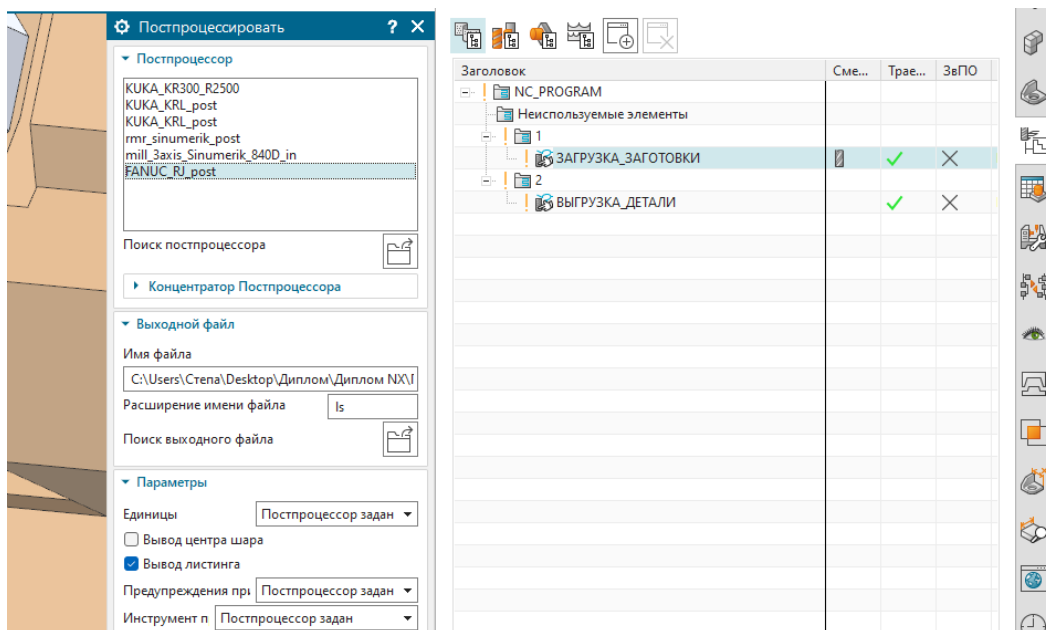 Постпроцессировать ? X
Постпроцессор
KUKA_KR300_R2500
KUKA_KRL_post
KUKA_KRL_post
rmr_sinumerik_post
mill_3axis_Sinumerik_840D_in
FANUC_RJ_post
Поиск постпроцессора
Концентратор Постпроцессора
Выходной файл
Имя файла
C:\Users\Степа\Desktop\Диплом\Диплом NX\
Расширение имени файла ls
Поиск выходного файла
Параметры
Единицы Постпроцессор задан
Вывод центра шара
Вывод листинга
Предупреждения при Постпроцессор задан
Инструмент п Постпроцессор задан
Заголовок Сме... Трае... ЗвПО
NC_PROGRAM
Неиспользуемые элементы
1
ЗАГРУЗКА_ЗАГОТОВКИ
2
ВЫГРУЗКА_ДЕТАЛИ